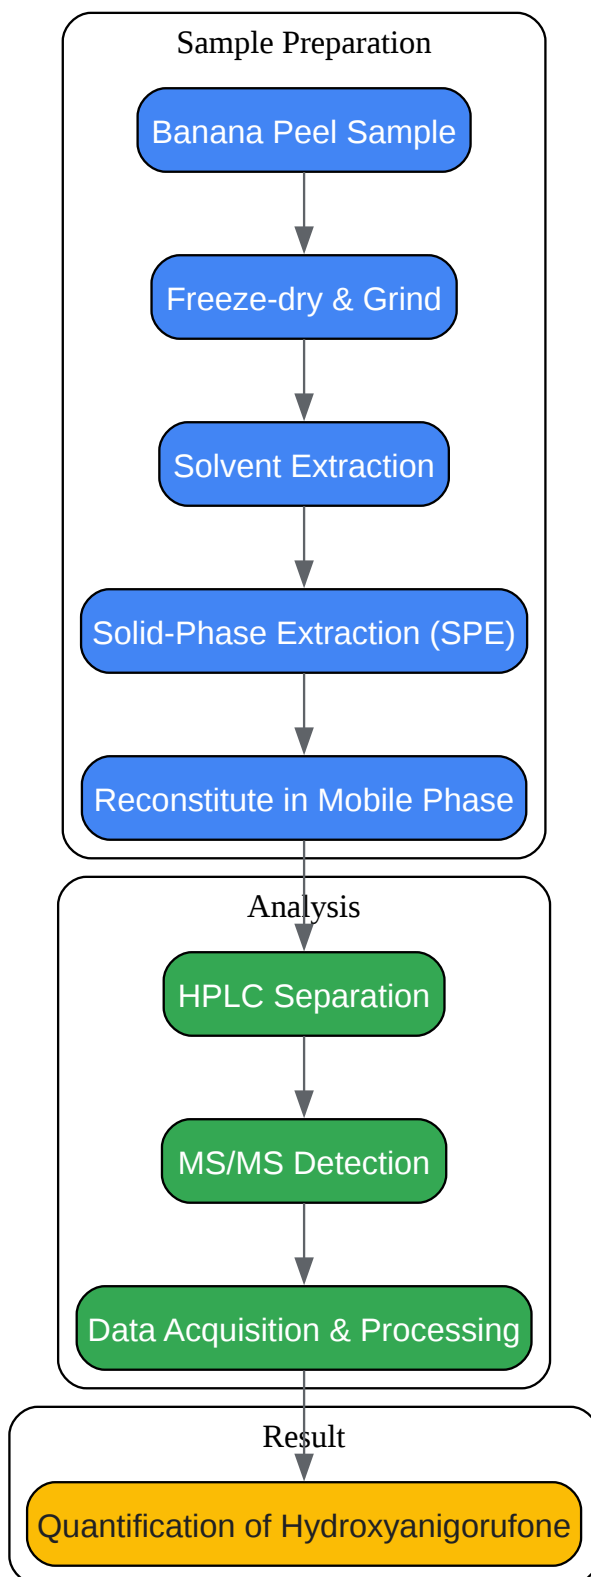 Sample Preparation
Banana Peel Sample
Freeze-dry & Grind
Solvent Extraction
Solid-Phase Extraction (SPE)
Reconstitute in Mobile Phase
Analysis
HPLC Separation
MS/MS Detection
Data Acquisition & Processing
Result
Quantification of Hydroxyanigorufone